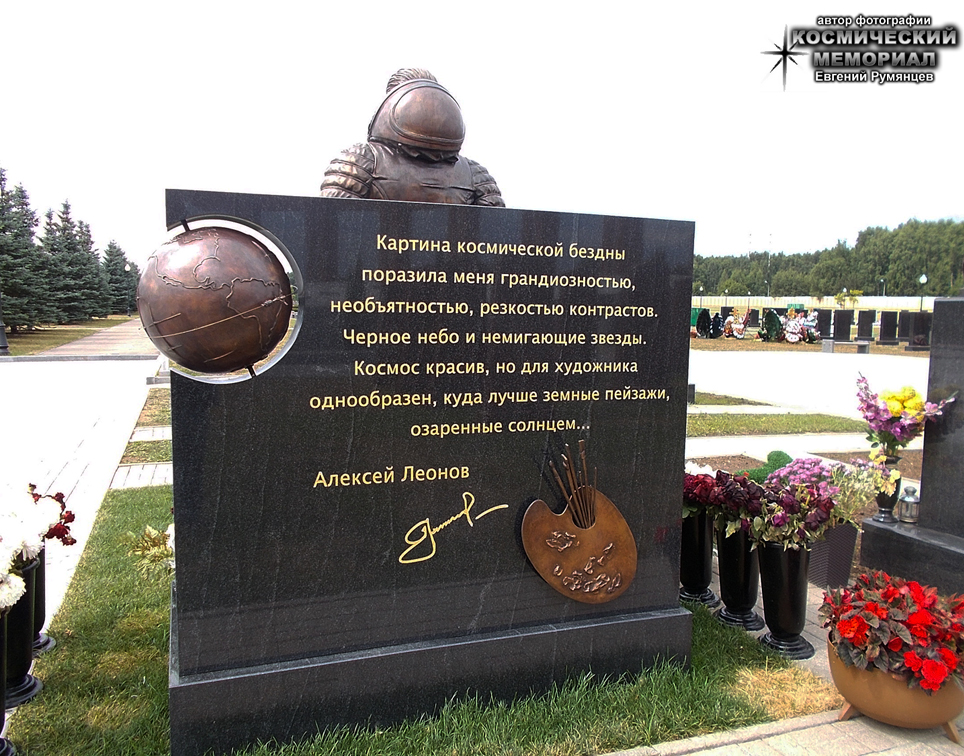 автор фотографии
КОСМИЧЕСКИЙ
МЕМОРИАЛ
Евгений Румянцев
Картина космической бездны
поразила меня грандиозностью,
необъятностью, резкостью контрастов.
Черное небо и немигающие звезды.
Космос красив, но для художника
однообразен, куда лучше земные пейзажи,
озаренные солнцем...
Алексей Леонов